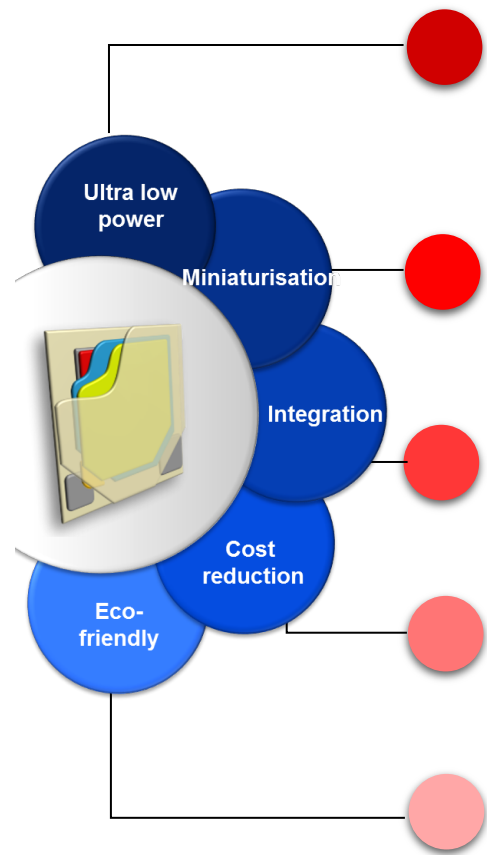 Ultra low
power
Miniaturisation
Integration
Cost
reduction
Eco-
friendly